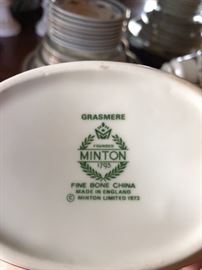 GRASMERE
FOUNDED
MINTON
1793
FINE BONE CHINA
MADE IN ENGLAND
© MINTON LIMITED 1973